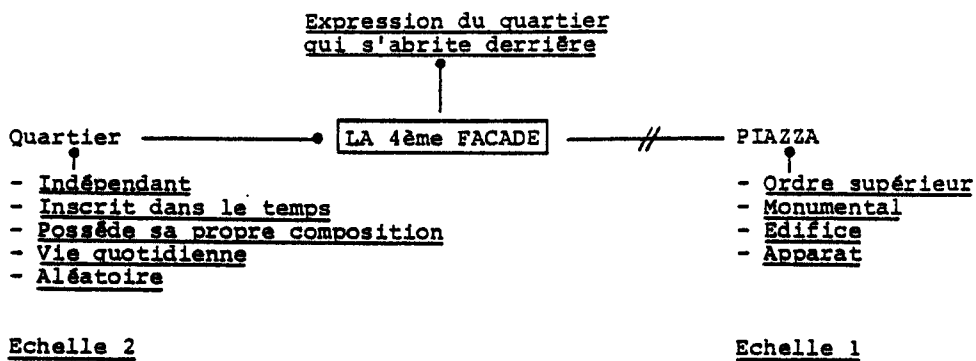 Expression du quartier
qui s'abrite derrière
Quartier
LA 4ème FACADE
PIAZZA
- Indépendant
- Inscrit dans le temps
- Possède sa propre composition
- Vie quotidienne
- Aléatoire
- Ordre supérieur
- Monumental
- Edifice
- Apparat
Echelle 2
Echelle 1